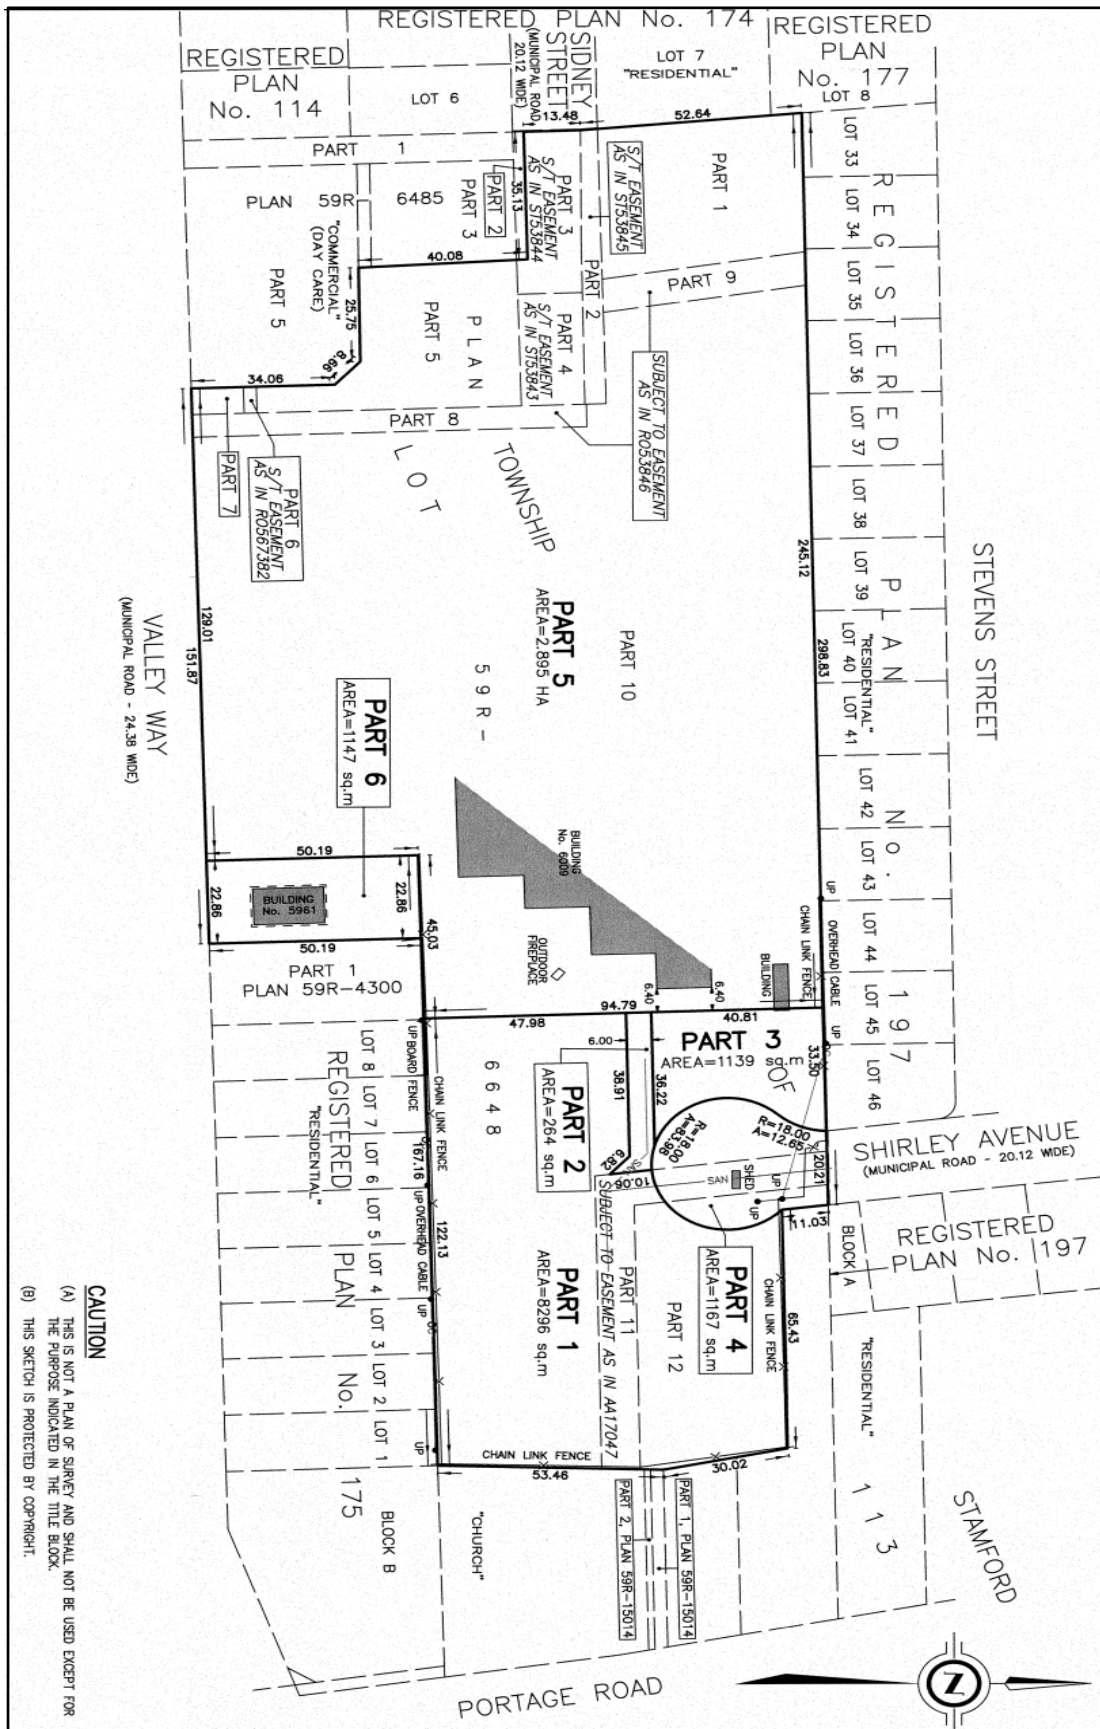 REGISTERED PLAN No. 174
REGISTERED
PLAN
No. 177
LOT 8
REGISTERED
PLAN
No. 114
LOT 6
SIDNEY
STREET
(MUNICIPAL ROAD
20.12 WIDE)
LOT 7
"RESIDENTIAL"
13.48
52.64
PART 1
PLAN 59R-
6485
PART 3
PART 2
35.13
PART 3
S/T EASEMENT
AS IN ST53844
S/T EASEMENT
AS IN ST53845
PART 1
PART 2
PART 9
"COMMERCIAL"
(DAY CARE)
PART 5
40.08
25.75
8.66
34.06
PART 5
PLAN
PART 4
S/T EASEMENT
AS IN ST53843
SUBJECT TO EASEMENT
AS IN RO53846
PART 8
PART 7
PART 6
S/T EASEMENT
AS IN RO567382
LOT
TOWNSHIP
LOT 33
LOT 34
LOT 35
LOT 36
LOT 37
LOT 38
LOT 39
LOT 40
"RESIDENTIAL"
LOT 41
LOT 42
LOT 43
LOT 44
LOT 45
LOT 46
REGISTERED PLAN NO. 197
STEVENS STREET
245.12
298.83
129.01
151.87
VALLEY WAY
(MUNICIPAL ROAD - 24.38 WIDE)
PART 5
AREA=2.895 HA
PART 10
59R-
PART 6
AREA=1147 sq.m
50.19
22.86
22.86
BUILDING
No. 5961
50.19
45.03
BUILDING
No. 6009
OUTDOOR
FIREPLACE
BUILDING
UP
CHAIN LINK FENCE
OVERHEAD CABLE
UP
6.40
6.40
PART 1
PLAN 59R-4300
94.79
47.98
40.81
33.50
PART 3
AREA=1139 sq.m
OF
6.00
38.91
36.22
PART 2
AREA=264 sq.m
6.82
10.06
R=18.00
A=83.98
R=18.00
A=12.65
20.21
SHIRLEY AVENUE
(MUNICIPAL ROAD - 20.12 WIDE)
SAN
SHED
UP
UP
11.03
REGISTERED
PLAN No. 197
BLOCK A
6648
UP
BOARD FENCE
CHAIN LINK FENCE
167.16
UP
OVERHEAD CABLE
122.13
UP
UP
LOT 8
LOT 7
LOT 6
LOT 5
LOT 4
LOT 3
LOT 2
LOT 1
REGISTERED PLAN No. 175
"RESIDENTIAL"
PART 1
AREA=8296 sq.m
SUBJECT TO EASEMENT AS IN AA17047
PART 11
PART 12
PART 4
AREA=1167 sq.m
CHAIN LINK FENCE
65.43
"RESIDENTIAL"
113
CHAIN LINK FENCE
53.46
30.02
PART 2, PLAN 59R-15014
PART 1, PLAN 59R-15014
BLOCK B
"CHURCH"
STAMFORD
PORTAGE ROAD
N
CAUTION
(A) THIS IS NOT A PLAN OF SURVEY AND SHALL NOT BE USED EXCEPT FOR
THE PURPOSE INDICATED IN THE TITLE BLOCK.
(B) THIS SKETCH IS PROTECTED BY COPYRIGHT.